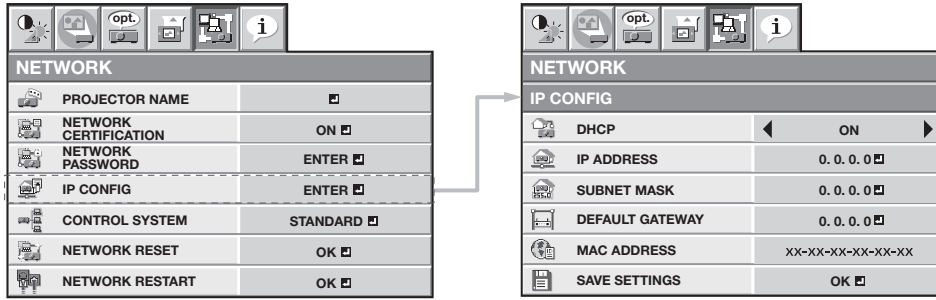 opt.
i
NETWORK
PROJECTOR NAME
NETWORK
CERTIFICATION
ON
NETWORK
PASSWORD
ENTER
IP CONFIG
ENTER
CONTROL SYSTEM
STANDARD
NETWORK RESET
OK
NETWORK RESTART
OK
opt.
i
NETWORK
IP CONFIG
DHCP
ON
IP ADDRESS
0. 0. 0. 0
SUBNET MASK
0. 0. 0. 0
DEFAULT GATEWAY
0. 0. 0. 0
MAC ADDRESS
xx-xx-xx-xx-xx-xx
SAVE SETTINGS
OK